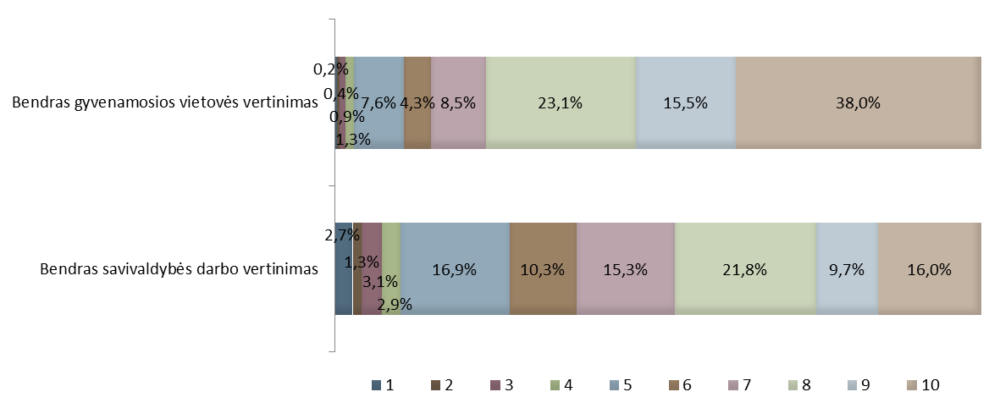 0,2%
0,4%
Bendras gyvenamosios vietovės vertinimas 7,6% 4,3% 8,5% 23,1% 15,5% 38,0%
0,9%
1,3%
2,7%
1,3%
Bendras savivaldybės darbo vertinimas 16,9% 10,3% 15,3% 21,8% 9,7% 16,0%
3,1%
2,9%
1 2 3 4 5 6 7 8 9 10